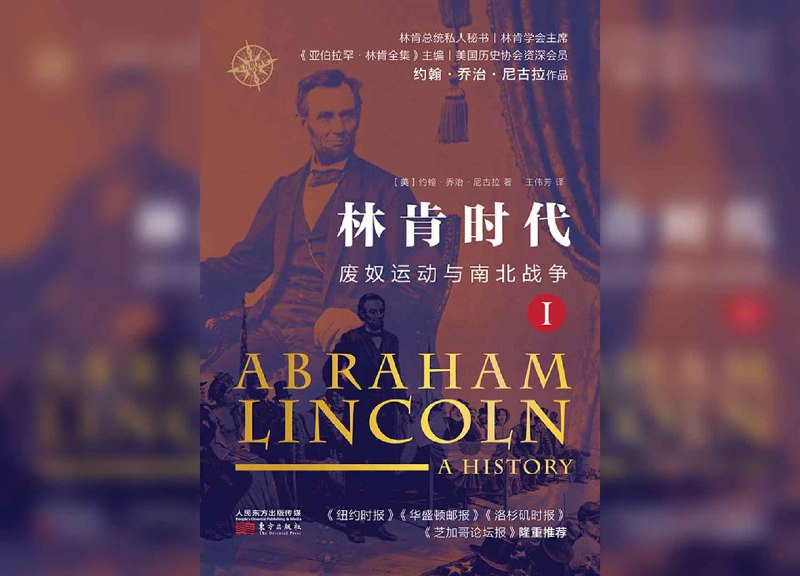 林肯总统私人秘书｜林肯学会主席
《亚伯拉罕·林肯全集》主编｜美国历史协会资深会员
约翰·乔治·尼古拉作品
［美］约翰·乔治·尼古拉 著 王伟芳 译
林肯时代
废奴运动与南北战争
I
ABRAHAM
LINCOLN
A HISTORY
人民东方出版传媒
People's Oriental Publishing & Media
东方出版社
The Oriental Press
《纽约时报》《华盛顿邮报》《洛杉矶时报》
《芝加哥论坛报》隆重推荐